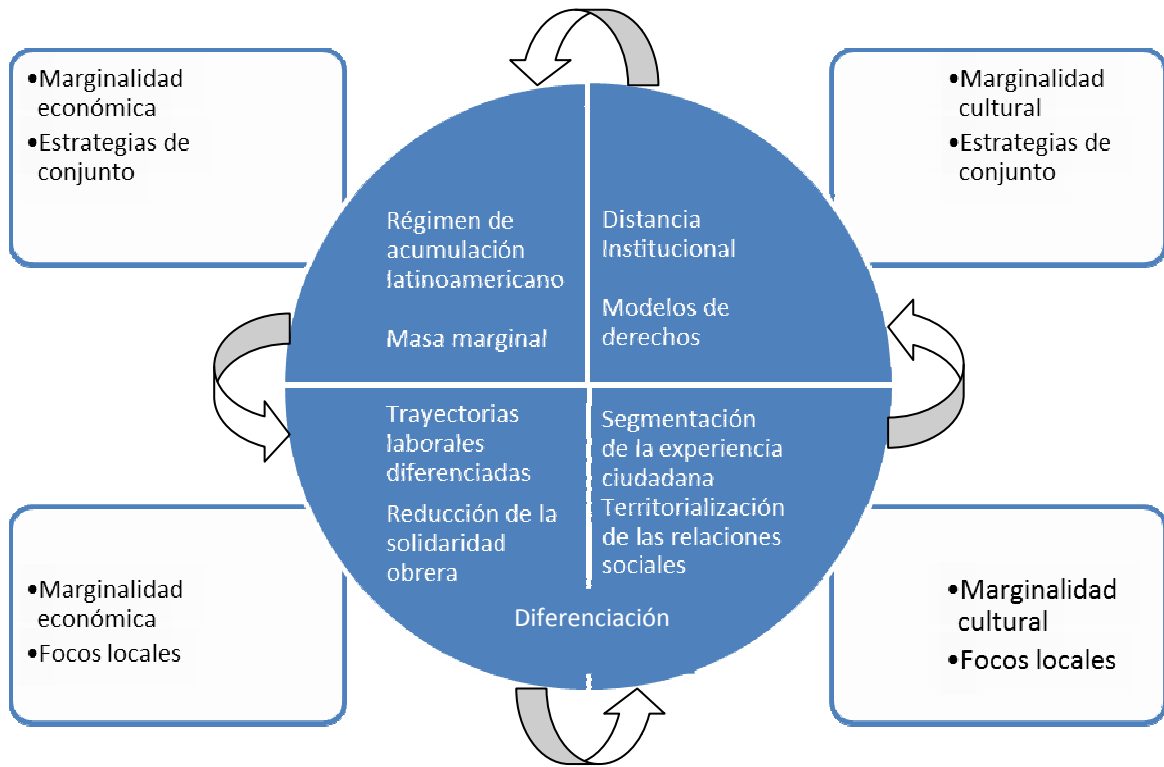 •Marginalidad
económica
•Estrategias de
conjunto
•Marginalidad
cultural
•Estrategias de
conjunto
Régimen de
acumulación
latinoamericano
Masa marginal
Distancia
Institucional
Modelos de
derechos
Trayectorias
laborales
diferenciadas
Reducción de la
solidaridad
obrera
Segmentación
de la experiencia
ciudadana
Territorialización
de las relaciones
sociales
Diferenciación
•Marginalidad
económica
•Focos locales
•Marginalidad
cultural
•Focos locales